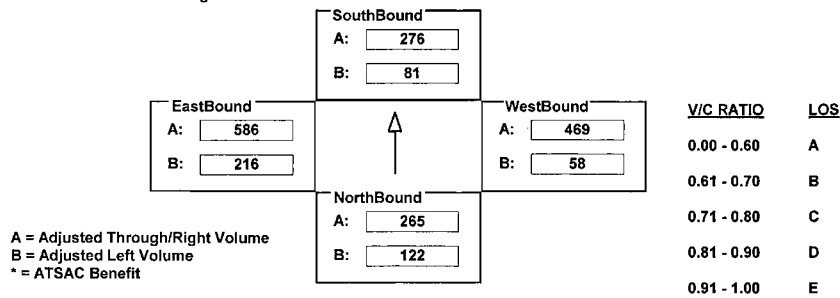 SouthBound
A: 276
B: 81
EastBound
A: 586
B: 216
WestBound
A: 469
B: 58
NorthBound
A: 265
B: 122
A = Adjusted Through/Right Volume
B = Adjusted Left Volume
* = ATSAC Benefit
V/C RATIO LOS
0.00 - 0.60 A
0.61 - 0.70 B
0.71 - 0.80 C
0.81 - 0.90 D
0.91 - 1.00 E